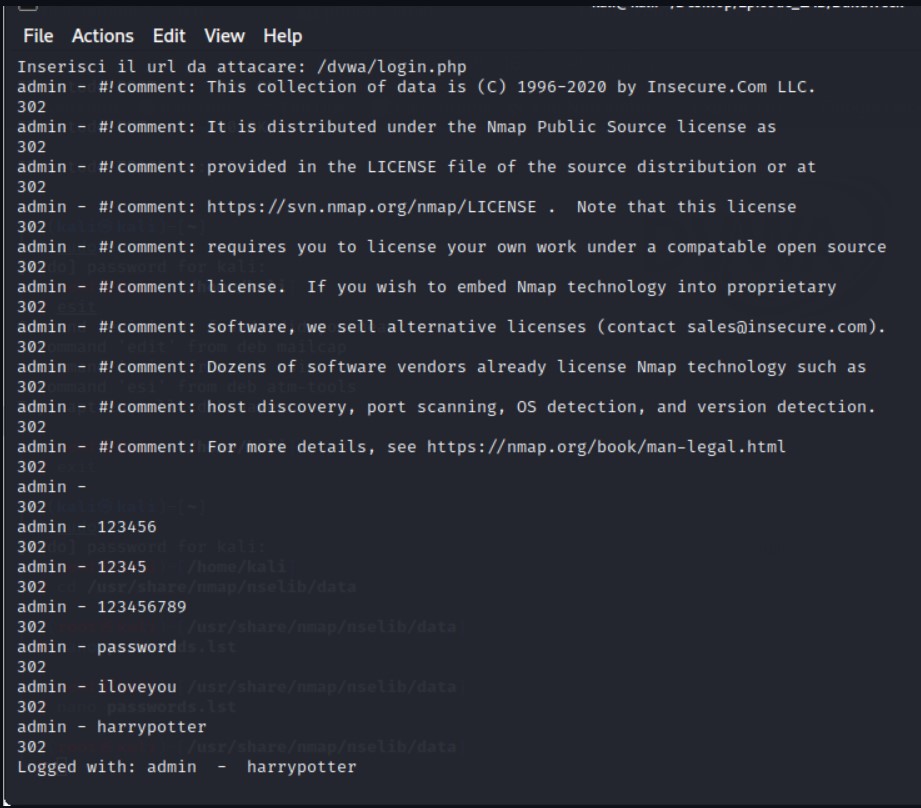 File Actions Edit View Help
Inserisci il url da attacare: /dvwa/login.php
admin - #!comment: This collection of data is (C) 1996-2020 by Insecure.Com LLC.
302
admin - #!comment: It is distributed under the Nmap Public Source license as
302
admin - #!comment: provided in the LICENSE file of the source distribution or at
302
admin - #!comment: https://svn.nmap.org/nmap/LICENSE .  Note that this license
302
admin - #!comment: requires you to license your own work under a compatable open source
302
admin - #!comment: license.  If you wish to embed Nmap technology into proprietary
302
admin - #!comment: software, we sell alternative licenses (contact sales@insecure.com).
302
admin - #!comment: Dozens of software vendors already license Nmap technology such as
302
admin - #!comment: host discovery, port scanning, OS detection, and version detection.
302
admin - #!comment: For more details, see https://nmap.org/book/man-legal.html
302
admin -
302
admin - 123456
302
admin - 12345
302
admin - 123456789
302
admin - password
302
admin - iloveyou
302
admin - harrypotter
302
Logged with: admin  -  harrypotter